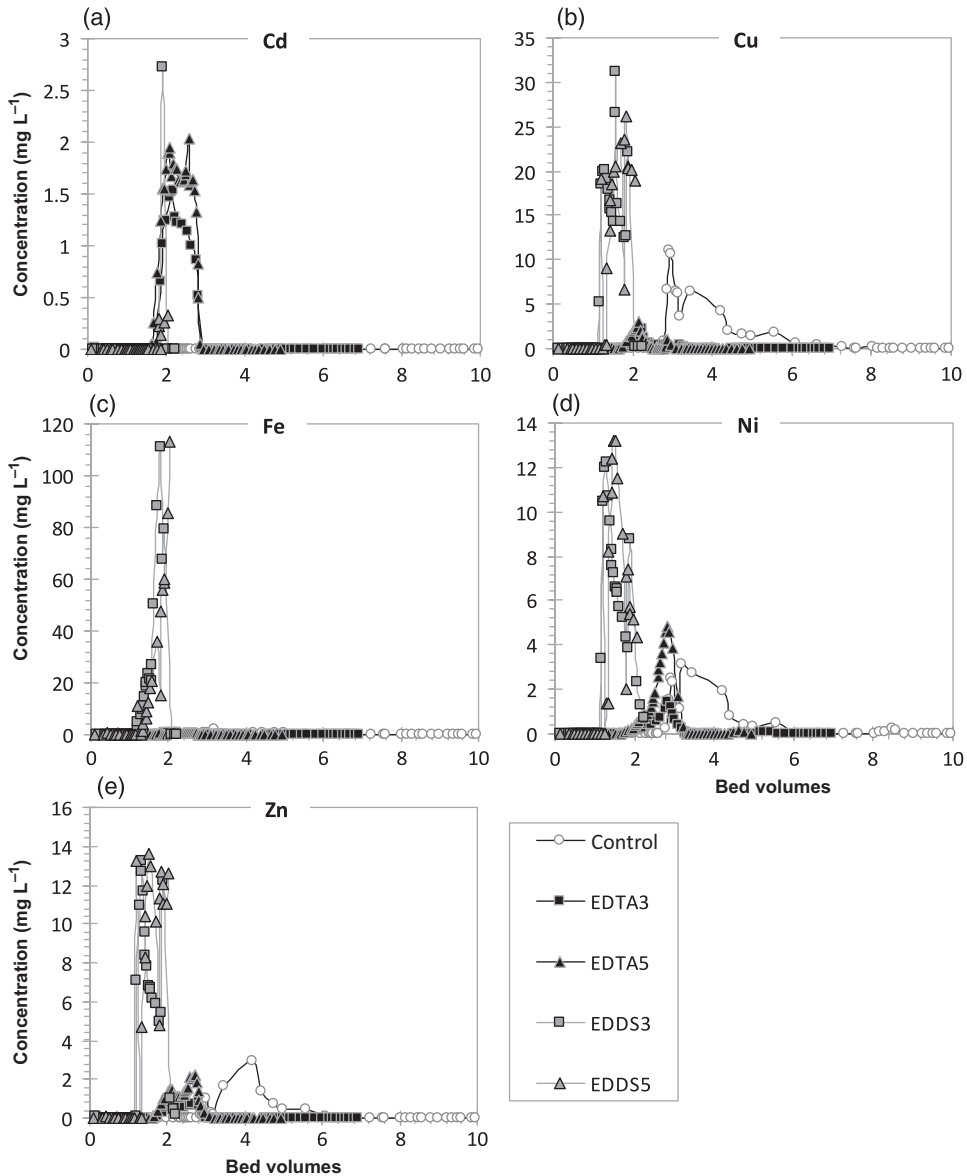 (a)
Cd
3
2.5
2
1.5
1
0.5
0
0 2 4 6 8 10
Concentration (mg L⁻¹)
(b)
Cu
35
30
25
20
15
10
5
0
0 2 4 6 8 10
(c)
Fe
120
100
80
60
40
20
0
0 2 4 6 8 10
Concentration (mg L⁻¹)
(d)
Ni
14
12
10
8
6
4
2
0
0 2 4 6 8 10
Bed volumes
(e)
Zn
16
14
12
10
8
6
4
2
0
0 2 4 6 8 10
Concentration (mg L⁻¹)
Bed volumes
Control
EDTA3
EDTA5
EDDS3
EDDS5